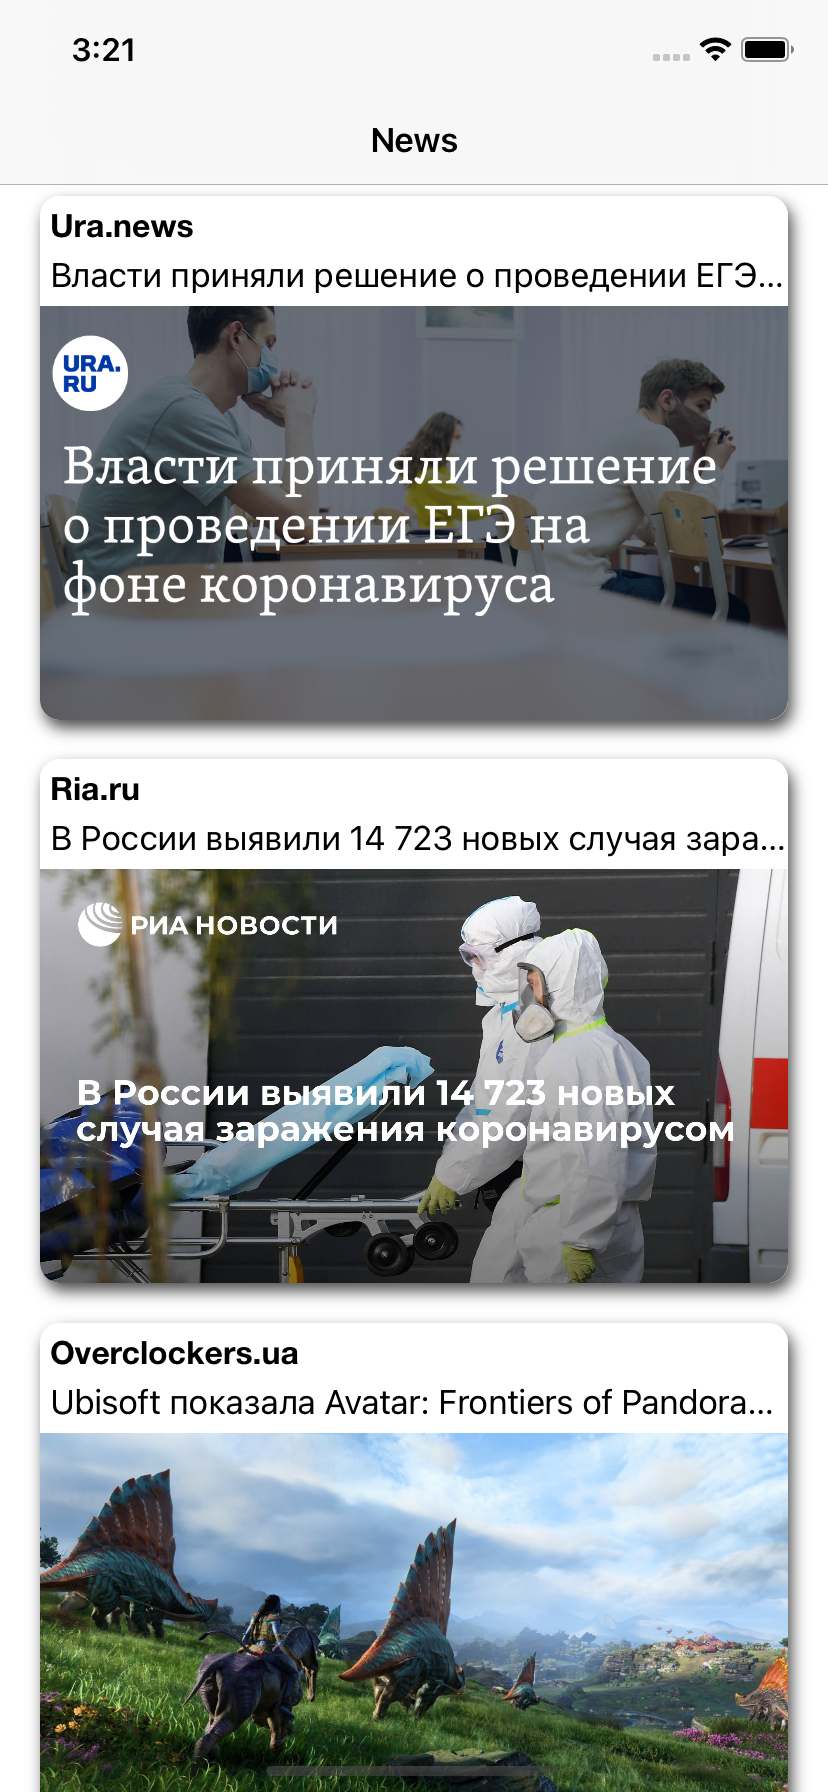 3:21
News
Ura.news
Власти приняли решение о проведении ЕГЭ...
URA.
RU
Власти приняли решение
о проведении ЕГЭ на
фоне коронавируса
Ria.ru
В России выявили 14 723 новых случая зара...
РИА НОВОСТИ
В России выявили 14 723 новых
случая заражения коронавирусом
Overclockers.ua
Ubisoft показала Avatar: Frontiers of Pandora...